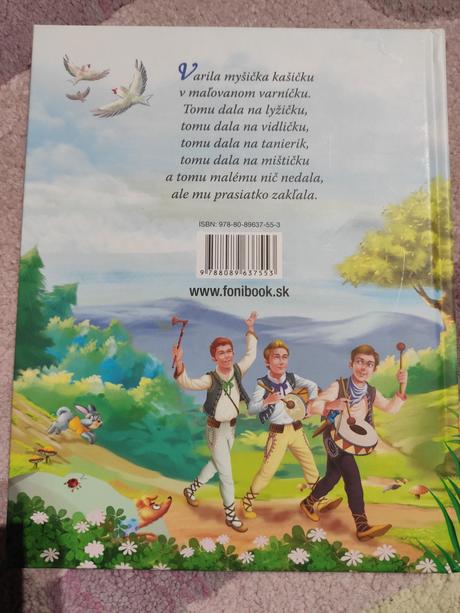 Varila myšička kašičku
v maľovanom varníčku.
Tomu dala na lyžičku,
tomu dala na vidličku,
tomu dala na tanierik,
tomu dala na mištičku
a tomu malému nič nedala,
ale mu prasiatko zakľala.
ISBN: 978-80-89637-55-3
9 788089 637553
www.fonibook.sk